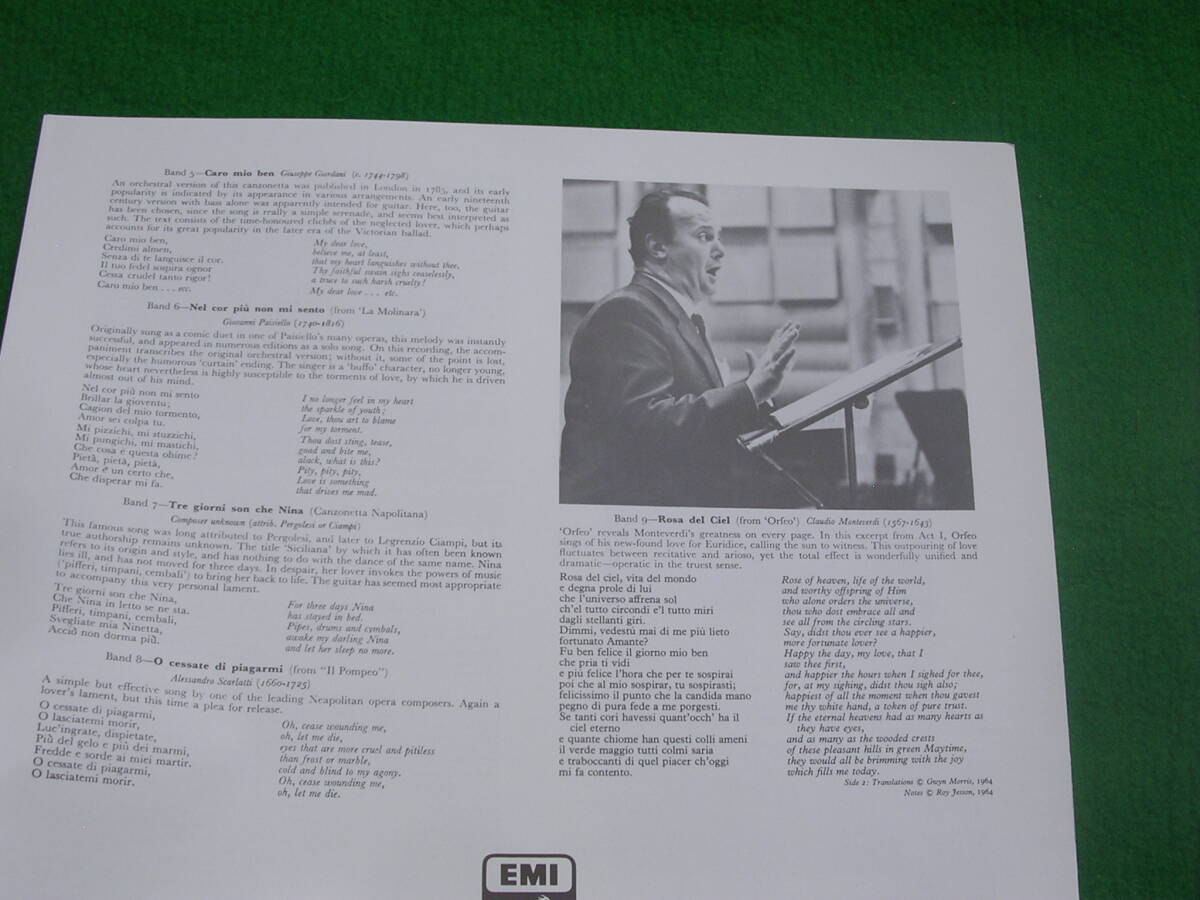 Band 5—Caro mio ben Giuseppe Giordani (c. 1744-1798)
An orchestral version of this canzonetta was published in London in 1785, and its early
popularity is indicated by its appearance in various arrangements. An early nineteenth
century version with bass alone was apparently intended for guitar. Here, too, the guitar
has been chosen, since the song is really a simple serenade, and seems best interpreted as
such. The text consists of the time-honoured clichés of the neglected lover, which perhaps
accounts for its great popularity in the later era of the Victorian ballad.
Caro mio ben,
Credimi almen,
Senza di te languisce il cor.
Il tuo fedel sospira ognor
Cessa crudel tanto rigor!
Caro mio ben . . . ecc.
My dear love,
believe me, at least,
that my heart languishes without thee.
Thy faithful swain sighs ceaselessly,
a truce to such harsh cruelty!
My dear love . . . etc.
Band 6—Nel cor più non mi sento (from 'La Molinara')
Giovanni Paisiello (1740-1816)
Originally sung as a comic duet in one of Paisiello's many operas, this melody was instantly
successful, and appeared in numerous editions as a solo song. On this recording, the accom-
paniment transcribes the original orchestral version; without it, some of the point is lost,
especially the humorous 'curtain' ending. The singer is a 'buffo' character, no longer young,
whose heart nevertheless is highly susceptible to the torments of love, by which he is driven
almost out of his mind.
Nel cor più non mi sento
Brillar la gioventu;
Cagion del mio tormento,
Amor sei colpa tu.
Mi pizzichi, mi stuzzichi,
Mi pungichi, mi mastichi,
Che cosa è questa ohime?
Pietà, pietà, pietà,
Amor è un certo che,
Che disperar mi fa.
I no longer feel in my heart
the sparkle of youth;
Love, thou art to blame
for my torment.
Thou dost sting, tease,
goad and bite me,
alack, what is this?
Pity, pity, pity,
Love is something
that drives me mad.
Band 7—Tre giorni son che Nina (Canzonetta Napolitana)
Composer unknown (attrib. Pergolesi or Ciampi)
This famous song was long attributed to Pergolesi, and later to Legrenzio Ciampi, but its
true authorship remains unknown. The title 'Siciliana' by which it has often been known
refers to its origin and style, and has nothing to do with the dance of the same name. Nina
lies ill, and has not moved for three days. In despair, her lover invokes the powers of music
('pifferi, timpani, cembali') to bring her back to life. The guitar has seemed most appropriate
to accompany this very personal lament.
Tre giorni son che Nina,
Che Nina in letto se ne sta.
Pifferi, timpani, cembali,
Svegliate mia Ninetta,
Acciò non dorma più.
For three days Nina
has stayed in bed.
Pipes, drums and cymbals,
awake my darling Nina
and let her sleep no more.
Band 8—O cessate di piagarmi (from "Il Pompeo")
Alessandro Scarlatti (1660-1725)
A simple but effective song by one of the leading Neapolitan opera composers. Again a
lover's lament, but this time a plea for release.
O cessate di piagarmi,
O lasciatemi morir,
Luc'ingrate, dispietate,
Più del gelo e più dei marmi,
Fredde e sorde ai miei martir.
O cessate di piagarmi,
O lasciatemi morir.
Oh, cease wounding me,
oh, let me die,
eyes that are more cruel and pitiless
than frost or marble,
cold and blind to my agony.
Oh, cease wounding me,
oh, let me die.
Band 9—Rosa del Ciel (from 'Orfeo') Claudio Monteverdi (1567-1643)
'Orfeo' reveals Monteverdi's greatness on every page. In this excerpt from Act I, Orfeo
sings of his new-found love for Euridice, calling the sun to witness. This outpouring of love
fluctuates between recitative and arioso, yet the total effect is wonderfully unified and
dramatic—operatic in the truest sense.
Rosa del ciel, vita del mondo
e degna prole di lui
che l'universo affrena sol
ch'el tutto circondi e'l tutto miri
dagli stellanti giri.
Dimmi, vedestù mai di me più lieto
fortunato Amante?
Fu ben felice il giorno mio ben
che pria ti vidi
e più felice l'hora che per te sospirai
poi che al mio sospirar, tu sospirasti;
felicissimo il punto che la candida mano
pegno di pura fede a me porgesti.
Se tanti cori havessi quant'occh' ha il
ciel eterno
e quante chiome han questi colli ameni
il verde maggio tutti colmi saria
e traboccanti di quel piacer ch'oggi
mi fa contento.
Rose of heaven, life of the world,
and worthy offspring of Him
who alone orders the universe,
thou who dost embrace all and
see all from the circling stars.
Say, didst thou ever see a happier,
more fortunate lover?
Happy the day, my love, that I
saw thee first,
and happier the hours when I sighed for thee,
for, at my sighing, didst thou sigh also;
happiest of all the moment when thou gavest
me thy white hand, a token of pure trust.
If the eternal heavens had as many hearts as
they have eyes,
and as many as the wooded crests
of these pleasant hills in green Maytime,
they would all be brimming with the joy
which fills me today.
Side 2: Translations © Gwyn Morris, 1964
Notes © Roy Jesson, 1964
EMI